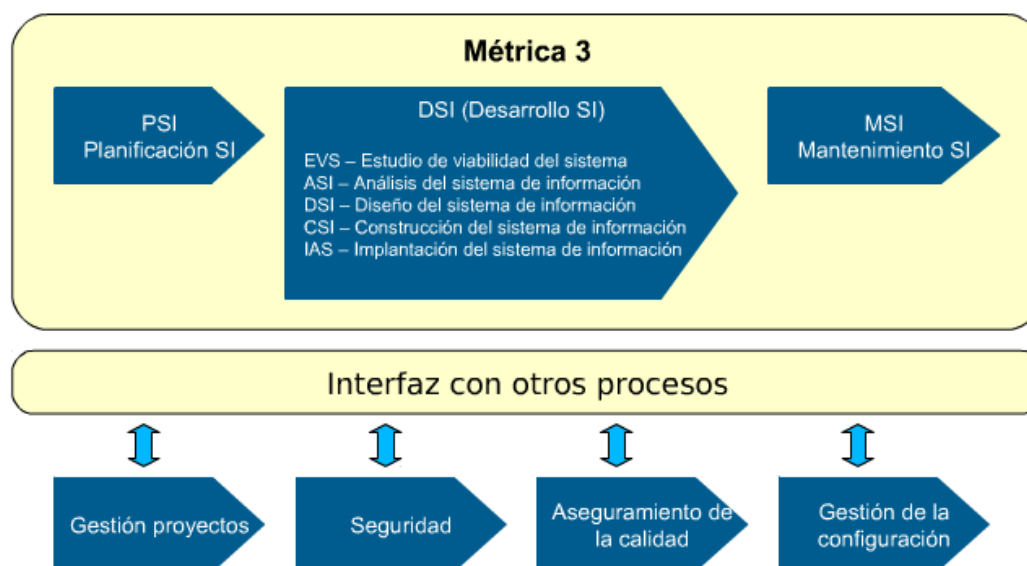 Métrica 3
PSI
Planificación SI
DSI (Desarrollo SI)
EVS – Estudio de viabilidad del sistema
ASI – Análisis del sistema de información
DSI – Diseño del sistema de información
CSI – Construcción del sistema de información
IAS – Implantación del sistema de información
MSI
Mantenimiento SI
Interfaz con otros procesos
Gestión proyectos
Seguridad
Aseguramiento de
la calidad
Gestión de la
configuración